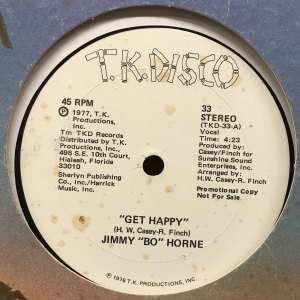 T.K. DISCO
45 RPM
℗ 1977, T.K.
Productions,
Inc.
Tm TKD Records
Distributed by T.K.
Productions, Inc.
495 S.E. 10th Court,
Hialeah, Florida
33010
Sherlyn Publishing
Co., Inc./Harrick
Music, Inc.
33
STEREO
(TKD-33-A)
Vocal
Time: 4:23
Produced by:
Casey/Finch for
Sunshine Sound
Enterprises, Inc.
Arranged by:
H.W. Casey-R. Finch
Promotional Copy
Not For Sale
"GET HAPPY"
(H. W. Casey-R. Finch)
JIMMY "BO" HORNE
℗ 1976 T.K. PRODUCTIONS, INC.